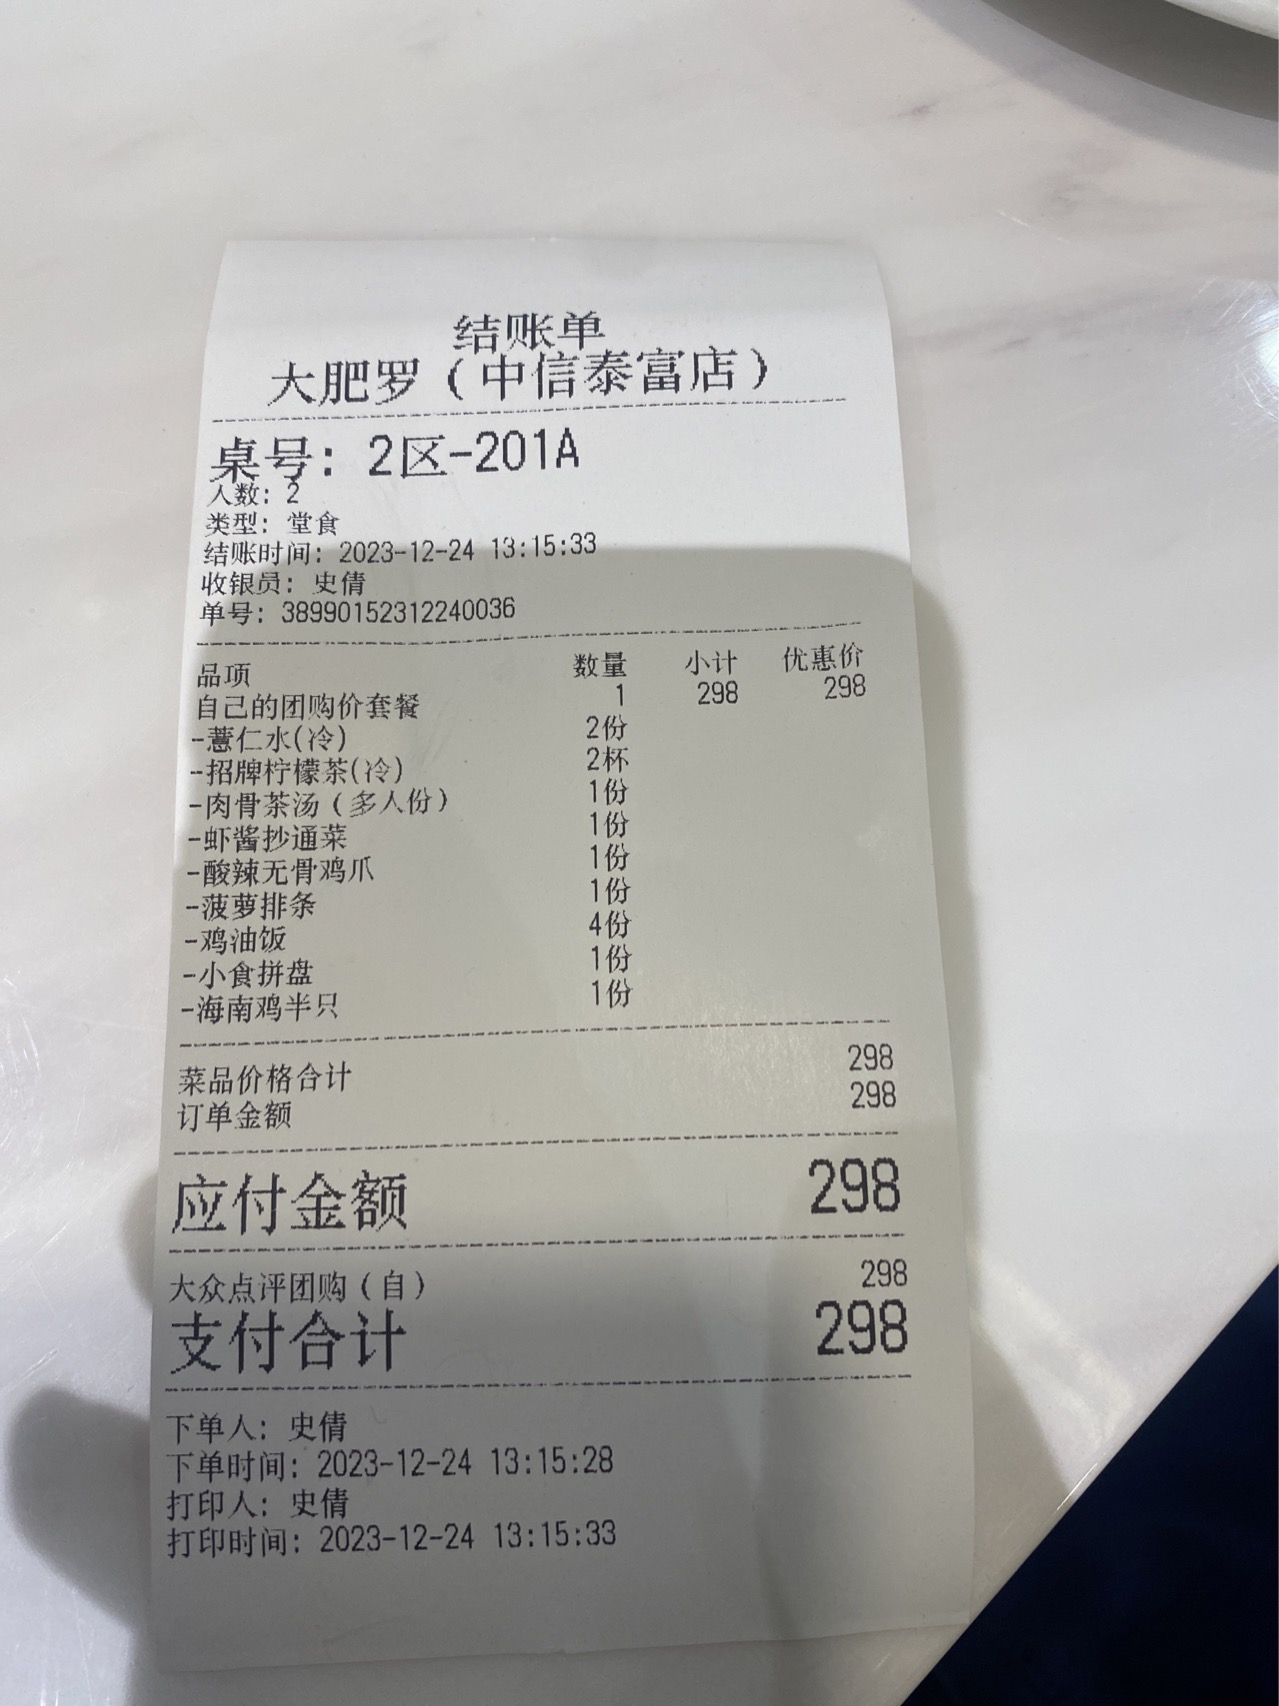 结账单
大肥罗（中信泰富店）
桌号：2区-201A
人数：2
类型：堂食
结账时间：2023-12-24 13:15:33
收银员：史倩
单号：38990152312240036
品项 数量 小计 优惠价
自己的团购价套餐 1 298 298
-薏仁水(冷) 2份
-招牌柠檬茶(冷) 2杯
-肉骨茶汤（多人份） 1份
-虾酱抄通菜 1份
-酸辣无骨鸡爪 1份
-菠萝排条 1份
-鸡油饭 4份
-小食拼盘 1份
-海南鸡半只 1份
菜品价格合计 298
订单金额 298
应付金额 298
大众点评团购（自） 298
支付合计 298
下单人：史倩
下单时间：2023-12-24 13:15:28
打印人：史倩
打印时间：2023-12-24 13:15:33